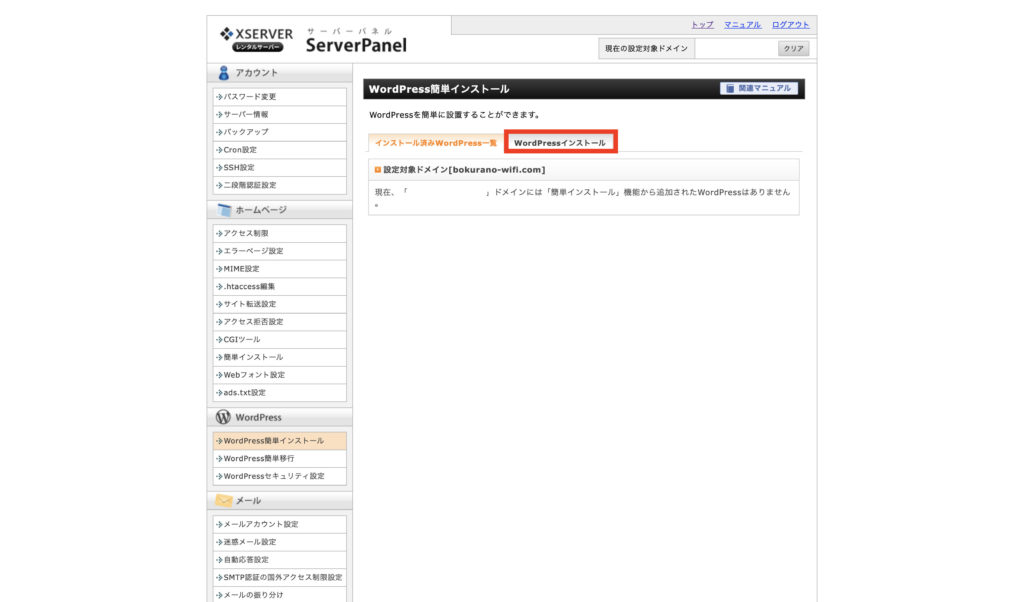 トップ マニュアル ログアウト
XSERVER
レンタルサーバー
サーバーパネル
ServerPanel
現在の設定対象ドメイン
クリア
アカウント
パスワード変更
サーバー情報
バックアップ
Cron設定
SSH設定
二段階認証設定
ホームページ
アクセス制限
エラーページ設定
MIME設定
.htaccess編集
サイト転送設定
アクセス拒否設定
CGIツール
簡単インストール
Webフォント設定
ads.txt設定
WordPress
WordPress簡単インストール
WordPress簡単移行
WordPressセキュリティ設定
メール
メールアカウント設定
迷惑メール設定
自動応答設定
SMTP認証の国外アクセス制限設定
メールの振り分け
WordPress簡単インストール
関連マニュアル
WordPressを簡単に設置することができます。
インストール済みWordPress一覧 WordPressインストール
設定対象ドメイン[bokurano-wifi.com]
現在、「 」ドメインには「簡単インストール」機能から追加されたWordPressはありません
。